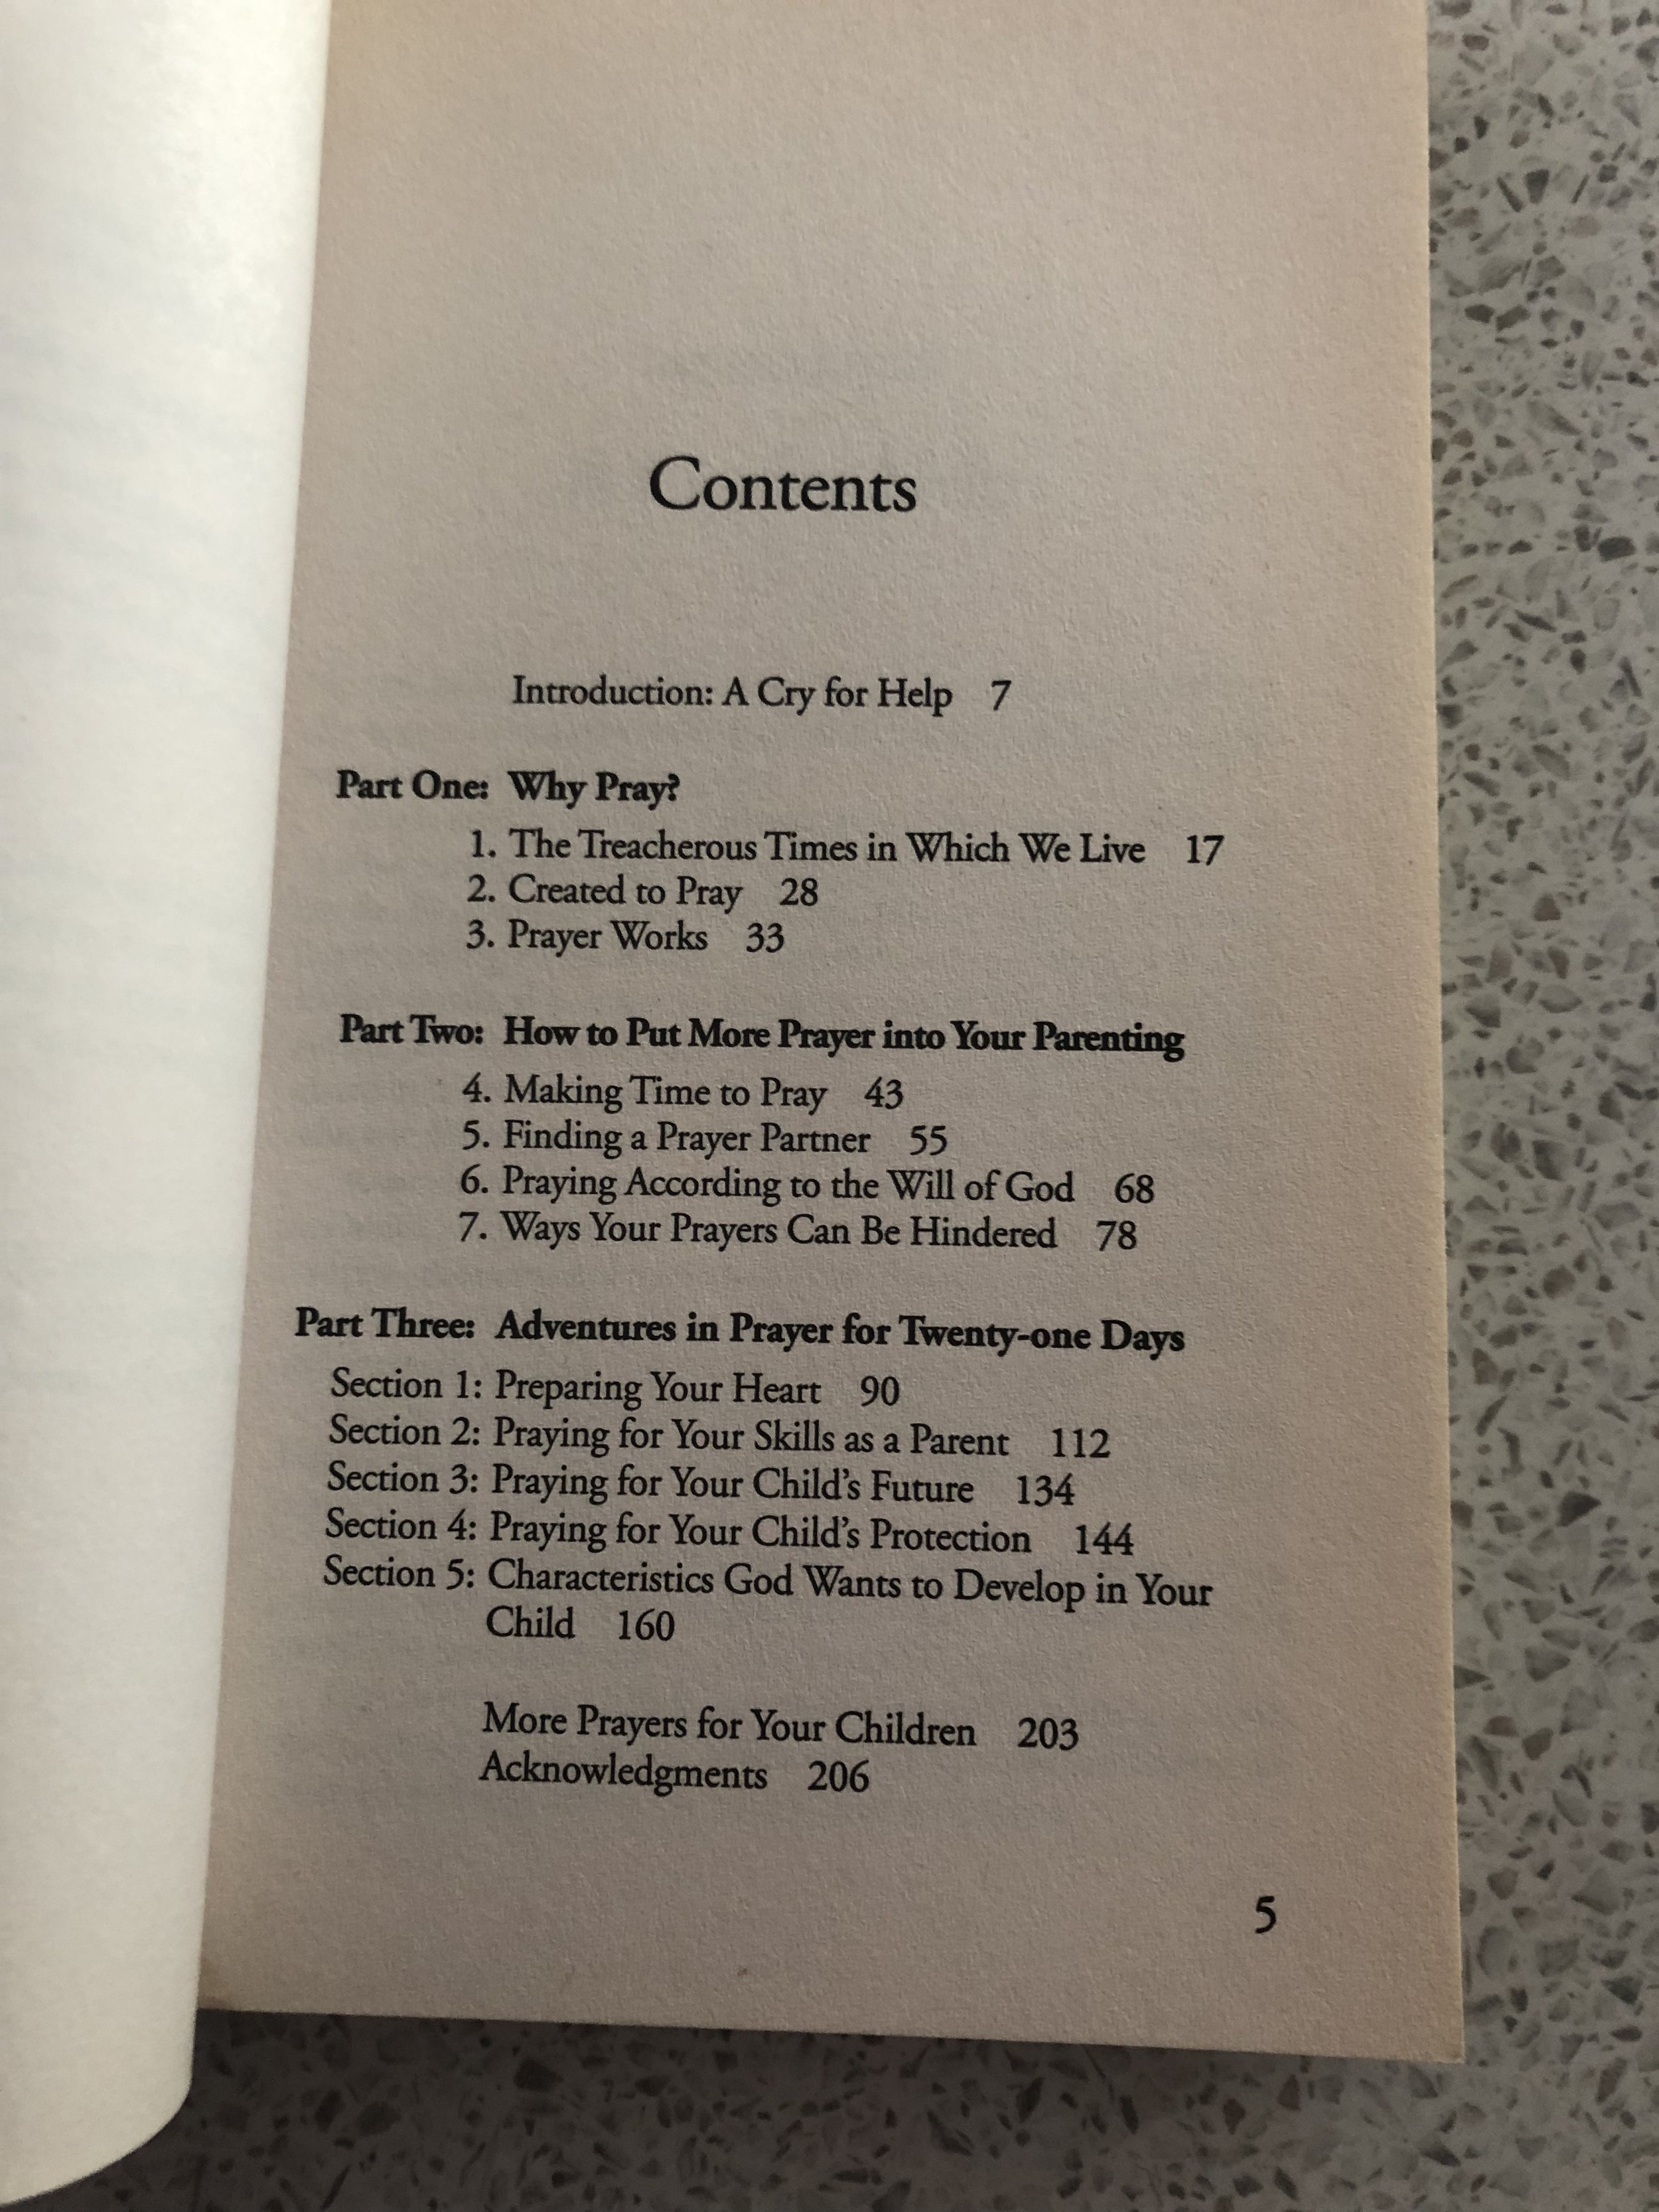 Contents
Introduction: A Cry for Help 7
Part One: Why Pray?
1. The Treacherous Times in Which We Live 17
2. Created to Pray 28
3. Prayer Works 33
Part Two: How to Put More Prayer into Your Parenting
4. Making Time to Pray 43
5. Finding a Prayer Partner 55
6. Praying According to the Will of God 68
7. Ways Your Prayers Can Be Hindered 78
Part Three: Adventures in Prayer for Twenty-one Days
Section 1: Preparing Your Heart 90
Section 2: Praying for Your Skills as a Parent 112
Section 3: Praying for Your Child’s Future 134
Section 4: Praying for Your Child’s Protection 144
Section 5: Characteristics God Wants to Develop in Your
Child 160
More Prayers for Your Children 203
Acknowledgments 206
5